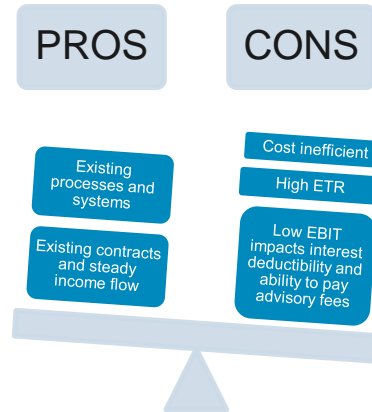 PROS
CONS
Existing
processes and
systems
Existing contracts
and steady
income flow
Cost inefficient
High ETR
Low EBIT
impacts interest
deductibility and
ability to pay
advisory fees